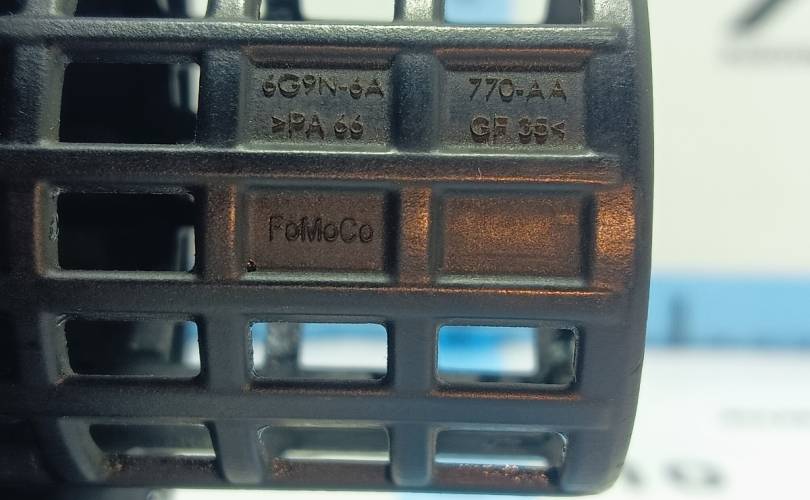 6G9N-6A 770-AA
>PA 66 GF 35<
FoMoCo